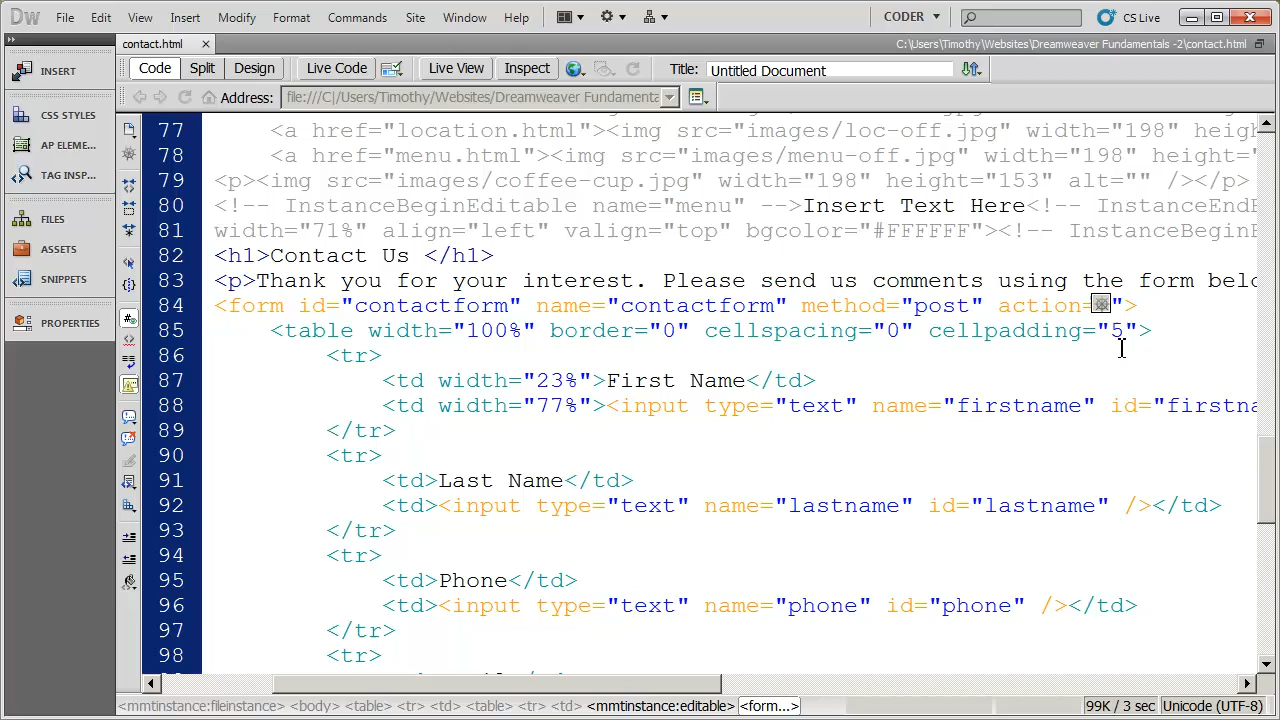 Dw File Edit View Insert Modify Format Commands Site Window Help CODER CS Live
contact.html C:\Users\Timothy\Websites\Dreamweaver Fundamentals -2\contact.html
Code Split Design Live Code Live View Inspect Title: Untitled Document
Address: file:///C|/Users/Timothy/Websites/Dreamweaver Fundamenta
INSERT
CSS STYLES
AP ELEME...
TAG INSP...
FILES
ASSETS
SNIPPETS
PROPERTIES
77 <a href="location.html"><img src="images/loc-off.jpg" width="198" heigh
78 <a href="menu.html"><img src="images/menu-off.jpg" width="198" height="
79 <p><img src="images/coffee-cup.jpg" width="198" height="153" alt="" /></p>
80 <!-- InstanceBeginEditable name="menu" -->Insert Text Here<!-- InstanceEndE
81 width="71%" align="left" valign="top" bgcolor="#FFFFFF"><!-- InstanceBeginE
82 <h1>Contact Us </h1>
83 <p>Thank you for your interest. Please send us comments using the form belo
84 <form id="contactform" name="contactform" method="post" action=">
85 <table width="100%" border="0" cellspacing="0" cellpadding="5">
86 <tr>
87 <td width="23%">First Name</td>
88 <td width="77%"><input type="text" name="firstname" id="firstna
89 </tr>
90 <tr>
91 <td>Last Name</td>
92 <td><input type="text" name="lastname" id="lastname" /></td>
93 </tr>
94 <tr>
95 <td>Phone</td>
96 <td><input type="text" name="phone" id="phone" /></td>
97 </tr>
98 <tr>
<mmtinstance:fileinstance> <body> <table> <tr> <td> <table> <tr> <td> <mmtinstance:editable> <form...> 99K / 3 sec Unicode (UTF-8)